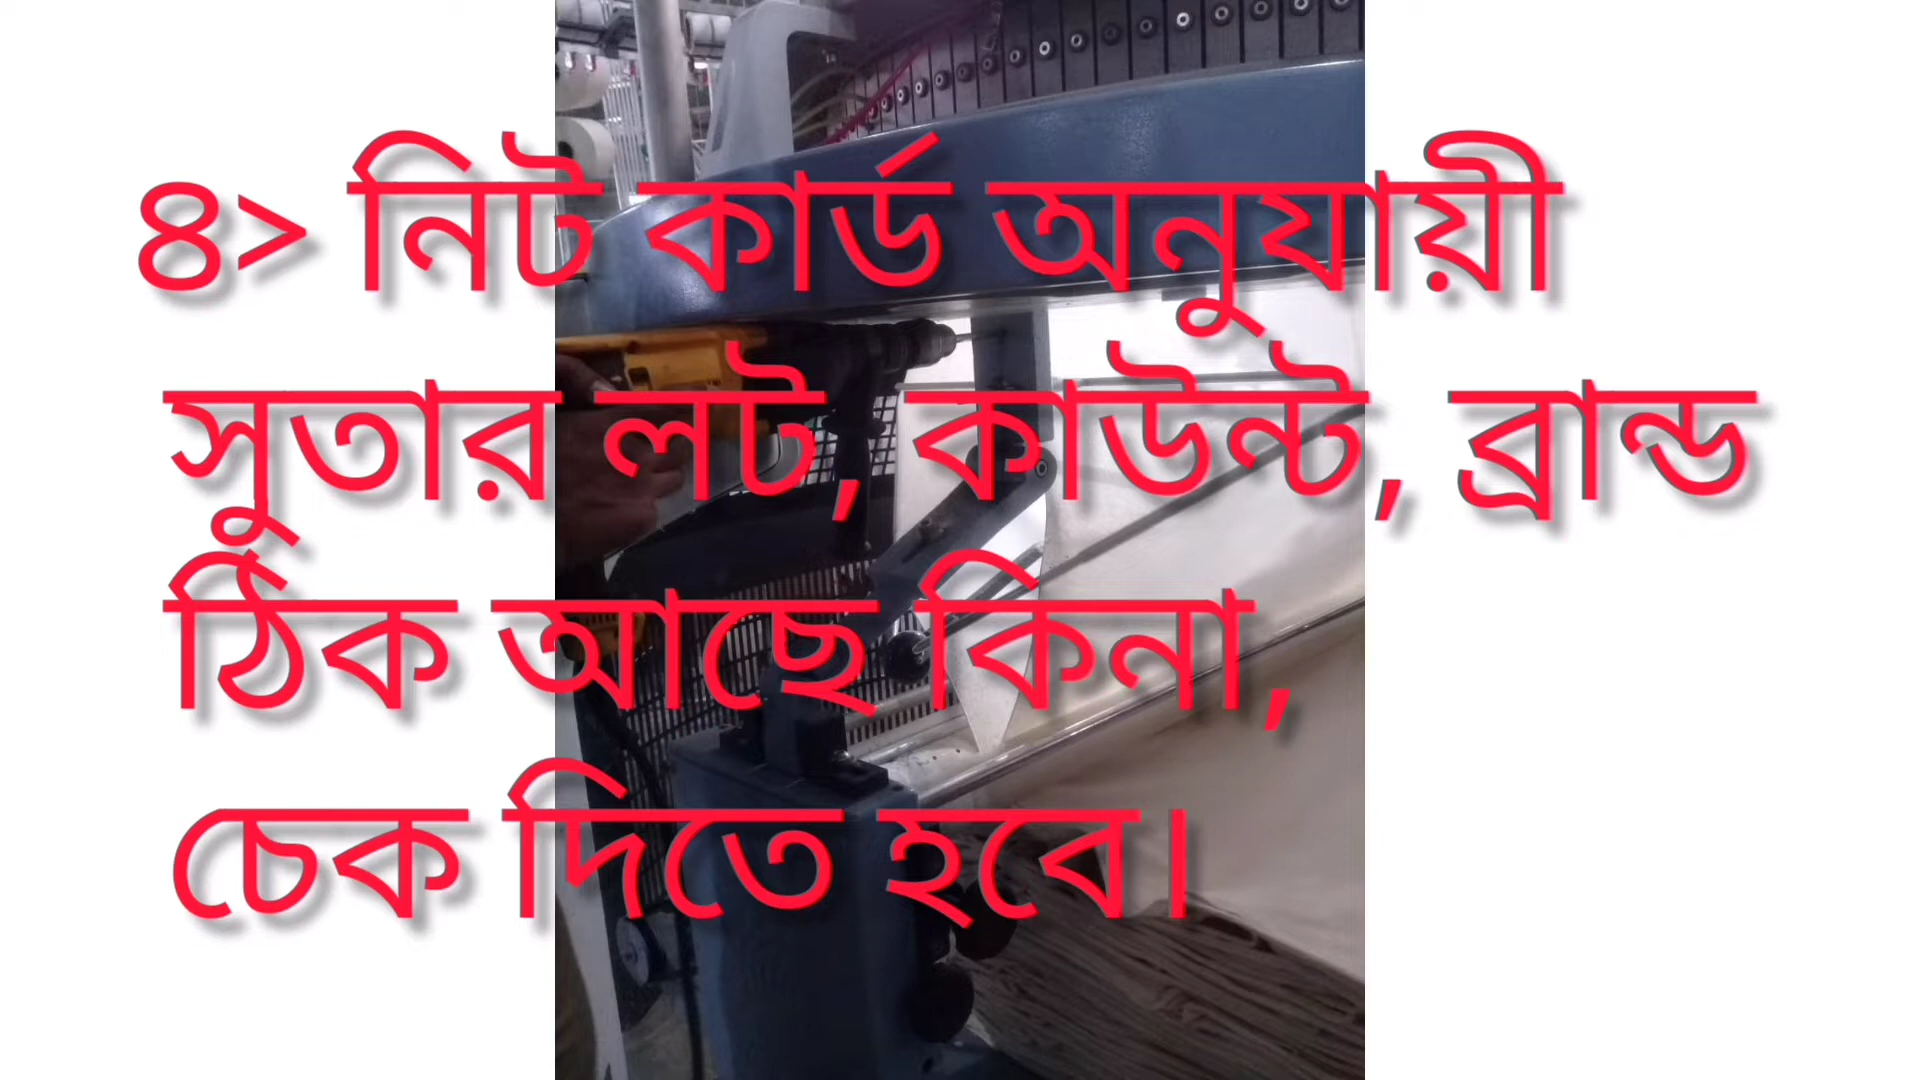 ৪> নিট কার্ড অনুযায়ী
সুতার লট, কাউন্ট, ব্রান্ড
ঠিক আছে কিনা,
চেক দিতে হবে।